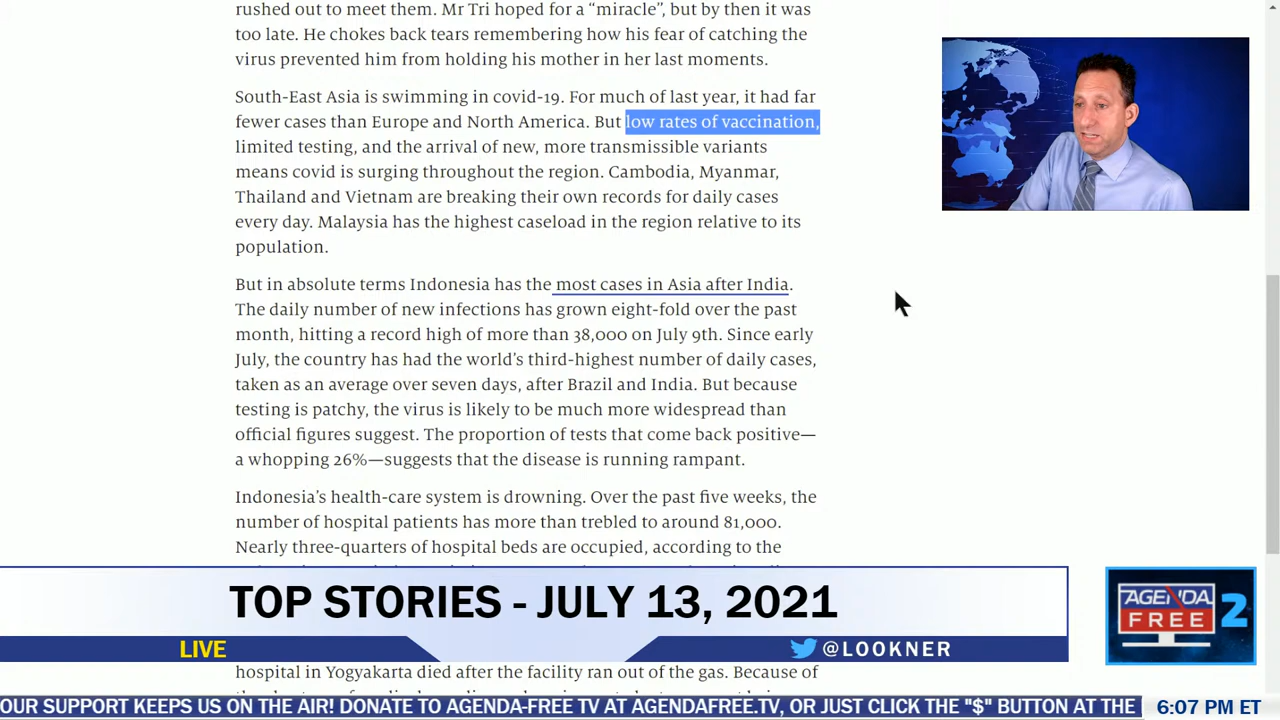 rushed out to meet them. Mr Tri hoped for a “miracle”, but by then it was
too late. He chokes back tears remembering how his fear of catching the
virus prevented him from holding his mother in her last moments.
South-East Asia is swimming in covid-19. For much of last year, it had far
fewer cases than Europe and North America. But low rates of vaccination,
limited testing, and the arrival of new, more transmissible variants
means covid is surging throughout the region. Cambodia, Myanmar,
Thailand and Vietnam are breaking their own records for daily cases
every day. Malaysia has the highest caseload in the region relative to its
population.
But in absolute terms Indonesia has the most cases in Asia after India.
The daily number of new infections has grown eight-fold over the past
month, hitting a record high of more than 38,000 on July 9th. Since early
July, the country has had the world’s third-highest number of daily cases,
taken as an average over seven days, after Brazil and India. But because
testing is patchy, the virus is likely to be much more widespread than
official figures suggest. The proportion of tests that come back positive—
a whopping 26%—suggests that the disease is running rampant.
Indonesia’s health-care system is drowning. Over the past five weeks, the
number of hospital patients has more than trebled to around 81,000.
Nearly three-quarters of hospital beds are occupied, according to the
TOP STORIES - JULY 13, 2021
AGENDA
FREE 2
LIVE
@LOOKNER
hospital in Yogyakarta died after the facility ran out of the gas. Because of
OUR SUPPORT KEEPS US ON THE AIR! DONATE TO AGENDA-FREE TV AT AGENDAFREE.TV, OR JUST CLICK THE "$" BUTTON AT THE
6:07 PM ET